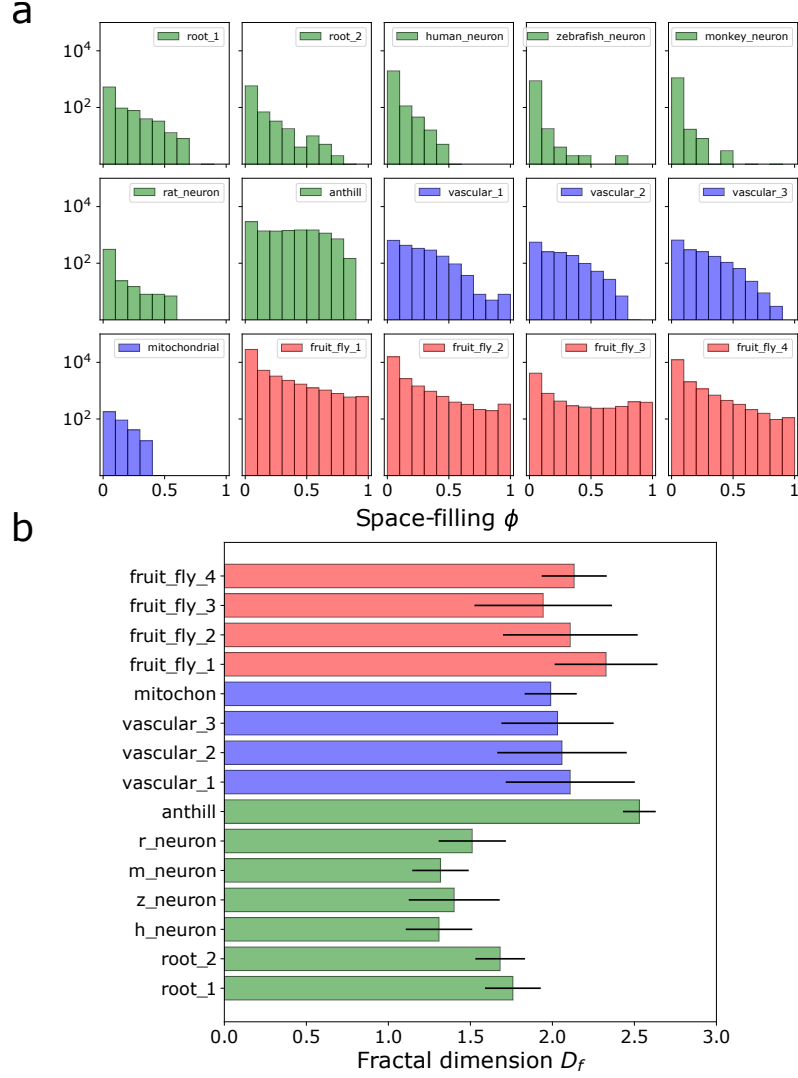 a
root_1
root_2
human_neuron
zebrafish_neuron
monkey_neuron
10^4
10^2
rat_neuron
anthill
vascular_1
vascular_2
vascular_3
10^4
10^2
mitochondrial
fruit_fly_1
fruit_fly_2
fruit_fly_3
fruit_fly_4
10^4
10^2
0 0.5 1 0 0.5 1 0 0.5 1 0 0.5 1 0 0.5 1
Space-filling ϕ
b
fruit_fly_4
fruit_fly_3
fruit_fly_2
fruit_fly_1
mitochon
vascular_3
vascular_2
vascular_1
anthill
r_neuron
m_neuron
z_neuron
h_neuron
root_2
root_1
0.0 0.5 1.0 1.5 2.0 2.5 3.0
Fractal dimension D_f